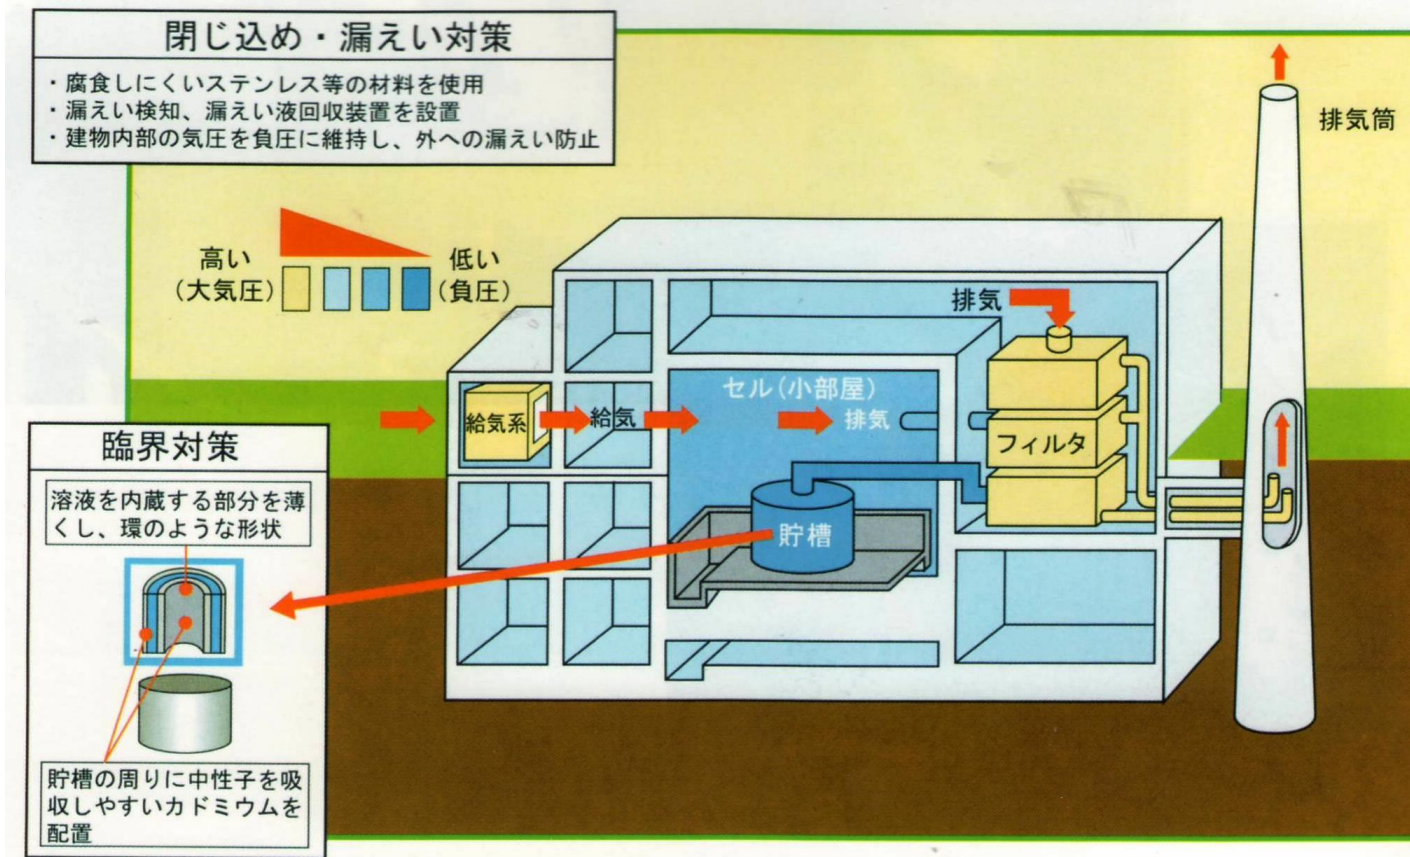 閉じ込め・漏えい対策
・腐食しにくいステンレス等の材料を使用
・漏えい検知、漏えい液回収装置を設置
・建物内部の気圧を負圧に維持し、外への漏えい防止
排気筒
高い
（大気圧）
低い
（負圧）
排気
セル（小部屋）
給気系
給気
排気
フィルタ
貯槽
臨界対策
溶液を内蔵する部分を薄
くし、環のような形状
貯槽の周りに中性子を吸
収しやすいカドミウムを
配置